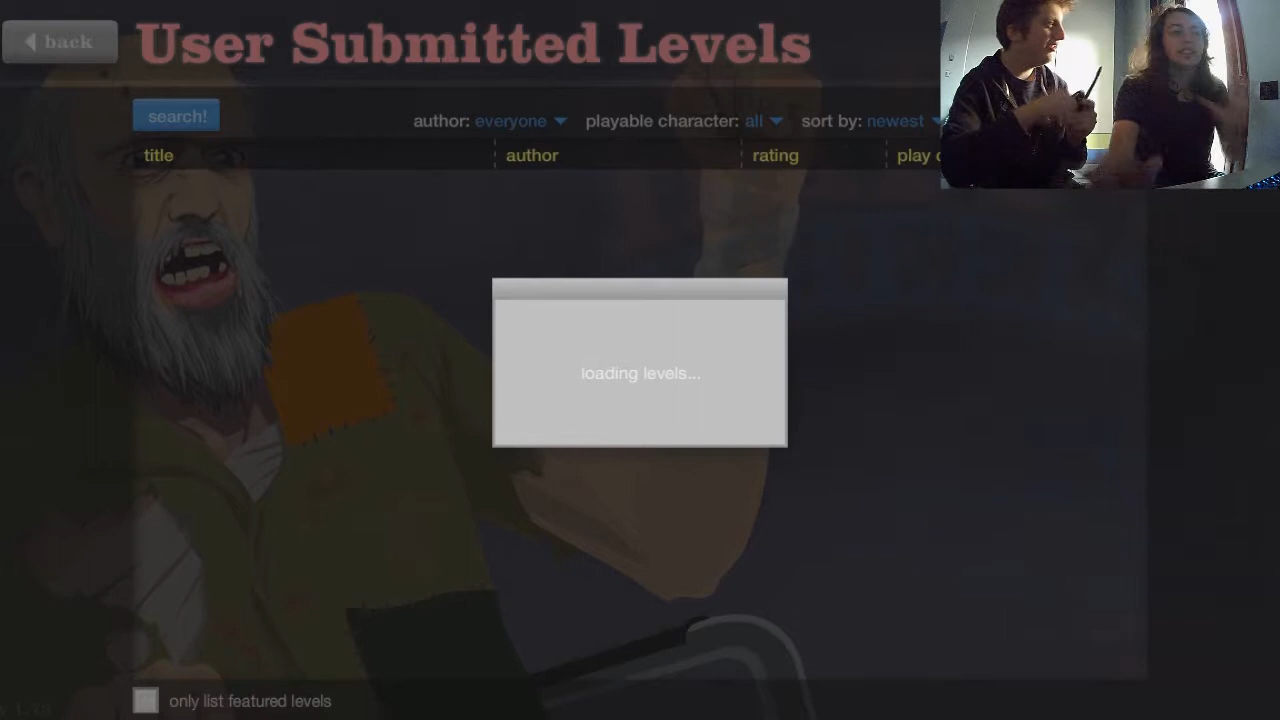 back
User Submitted Levels
search!
author: everyone playable character: all sort by: newest
title author rating play
loading levels...
only list featured levels